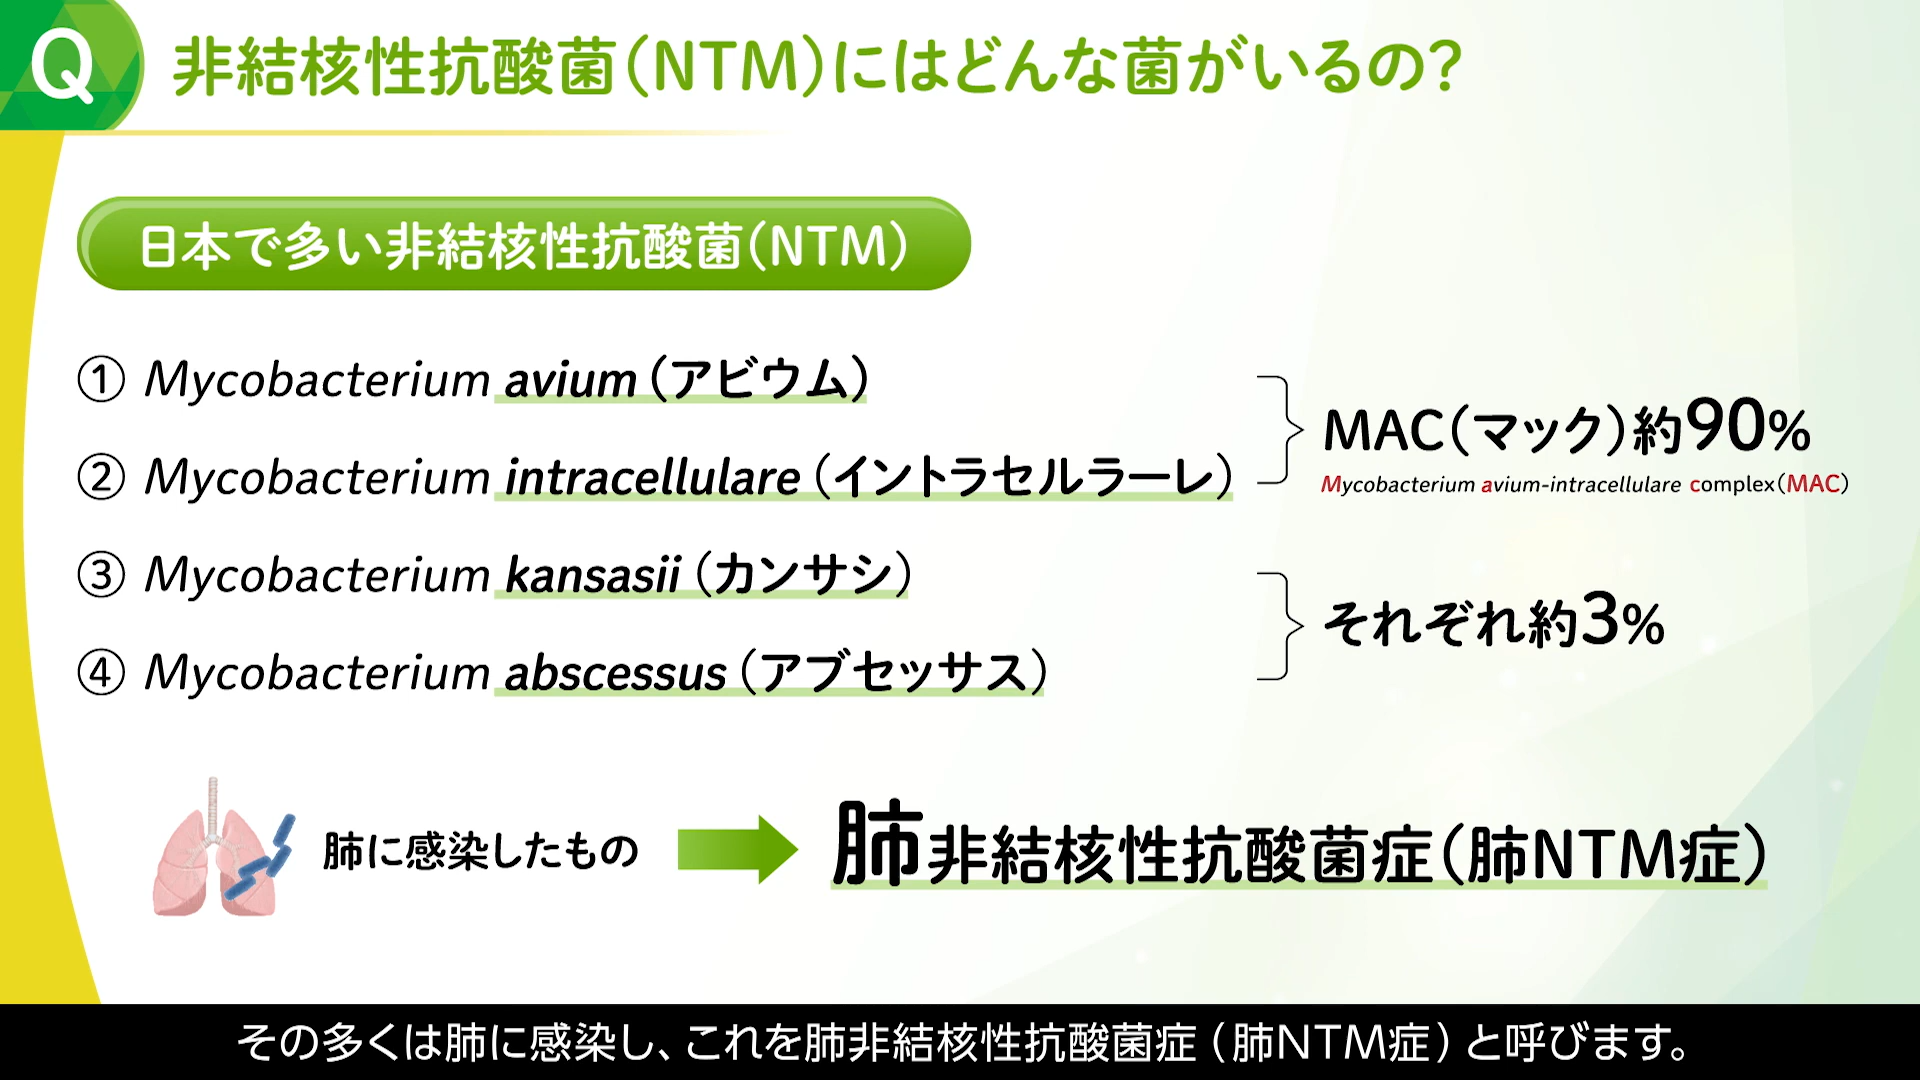 Q 非結核性抗酸菌(NTM)にはどんな菌がいるの?
日本で多い非結核性抗酸菌(NTM)
① Mycobacterium avium(アビウム)
② Mycobacterium intracellulare(イントラセルラーレ)
MAC(マック)約90%
Mycobacterium avium-intracellulare complex(MAC)
③ Mycobacterium kansasii(カンサシ)
④ Mycobacterium abscessus(アブセッサス)
それぞれ約3%
肺に感染したもの
肺非結核性抗酸菌症(肺NTM症)
その多くは肺に感染し、これを肺非結核性抗酸菌症(肺NTM症)と呼びます。